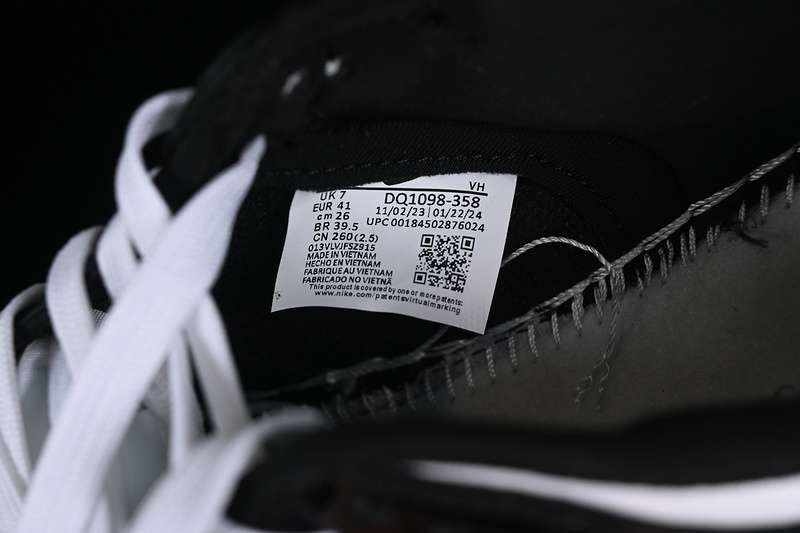 VH
UK 7
EUR 41
cm 26
BR 39.5
CN 260(2.5)
DQ1098-358
11/02/23 | 01/22/24
UPC 00184502876024
013VLVJFSZ915
MADE IN VIETNAM
HECHO EN VIETNAM
FABRIQUE AU VIETNAM
FABRICADO NO VIETNÃ
This product is covered by one or more patents:
www.nike.com/patentsvirtualmarking